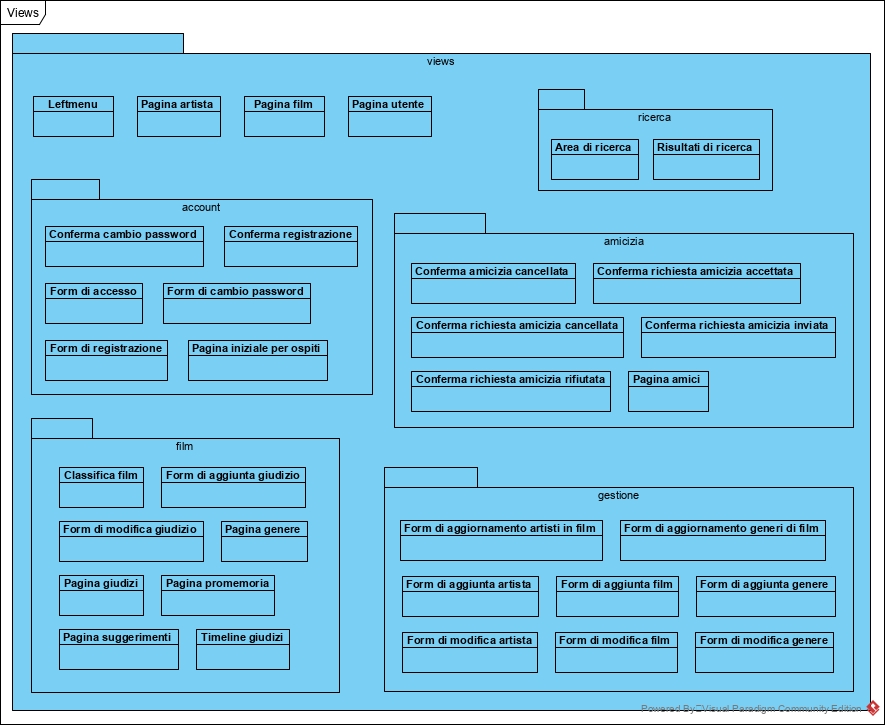 Views
views
Leftmenu
Pagina artista
Pagina film
Pagina utente
ricerca
Area di ricerca
Risultati di ricerca
account
Conferma cambio password
Conferma registrazione
Form di accesso
Form di cambio password
Form di registrazione
Pagina iniziale per ospiti
amicizia
Conferma amicizia cancellata
Conferma richiesta amicizia accettata
Conferma richiesta amicizia cancellata
Conferma richiesta amicizia inviata
Conferma richiesta amicizia rifiutata
Pagina amici
film
Classifica film
Form di aggiunta giudizio
Form di modifica giudizio
Pagina genere
Pagina giudizi
Pagina promemoria
Pagina suggerimenti
Timeline giudizi
gestione
Form di aggiornamento artisti in film
Form di aggiornamento generi di film
Form di aggiunta artista
Form di aggiunta film
Form di aggiunta genere
Form di modifica artista
Form di modifica film
Form di modifica genere
Powered By Visual Paradigm Community Edition